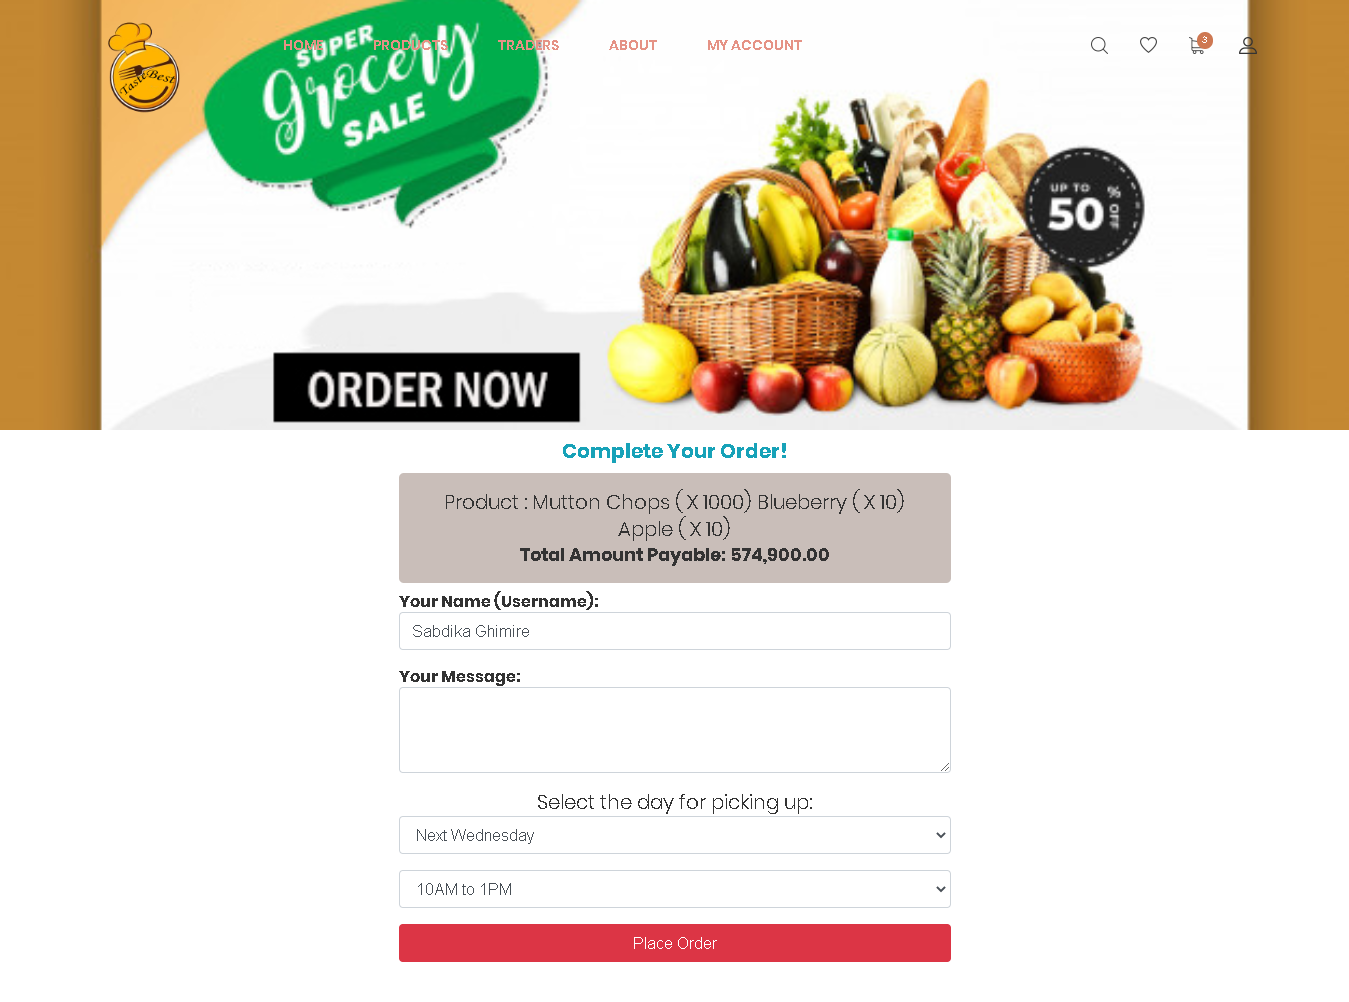 TasteBest
HOME
PRODUCTS
TRADERS
ABOUT
MY ACCOUNT
3
SUPER
grocery
SALE
UP TO
50
% OFF
ORDER NOW
Complete Your Order!
Product : Mutton Chops ( X 1000) Blueberry ( X 10)
Apple ( X 10)
Total Amount Payable: 574,900.00
Your Name (Username):
Sabdika Ghimire
Your Message:
Select the day for picking up:
Next Wednesday
10AM to 1PM
Place Order